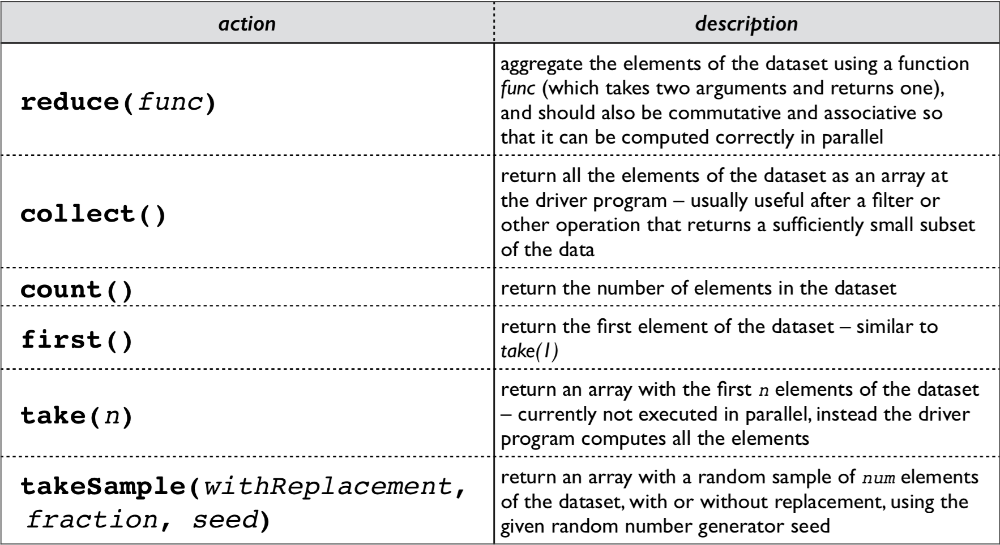 action
description
reduce(func)
aggregate the elements of the dataset using a function
func (which takes two arguments and returns one),
and should also be commutative and associative so
that it can be computed correctly in parallel
collect()
return all the elements of the dataset as an array at
the driver program – usually useful after a filter or
other operation that returns a sufficiently small subset
of the data
count()
return the number of elements in the dataset
first()
return the first element of the dataset – similar to
take(1)
take(n)
return an array with the first n elements of the dataset
– currently not executed in parallel, instead the driver
program computes all the elements
takeSample(withReplacement,
fraction, seed)
return an array with a random sample of num elements
of the dataset, with or without replacement, using the
given random number generator seed